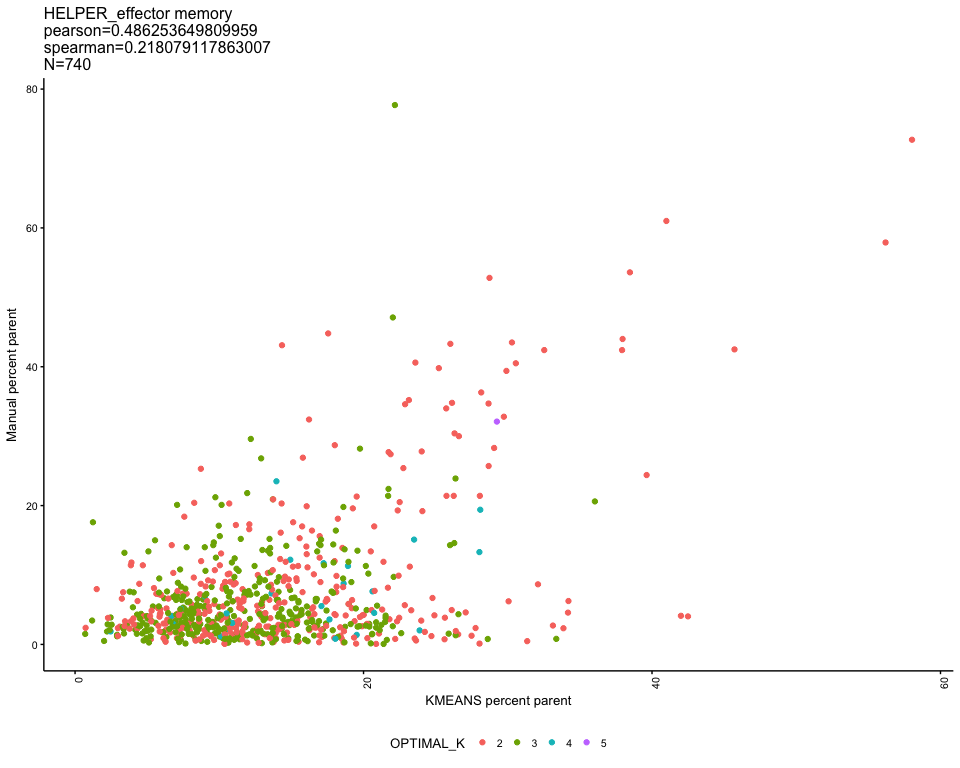 HELPER_effector memory
pearson=0.486253649809959
spearman=0.218079117863007
N=740
80
60
40
20
0
Manual percent parent
0
20
40
60
KMEANS percent parent
OPTIMAL_K 2 3 4 5